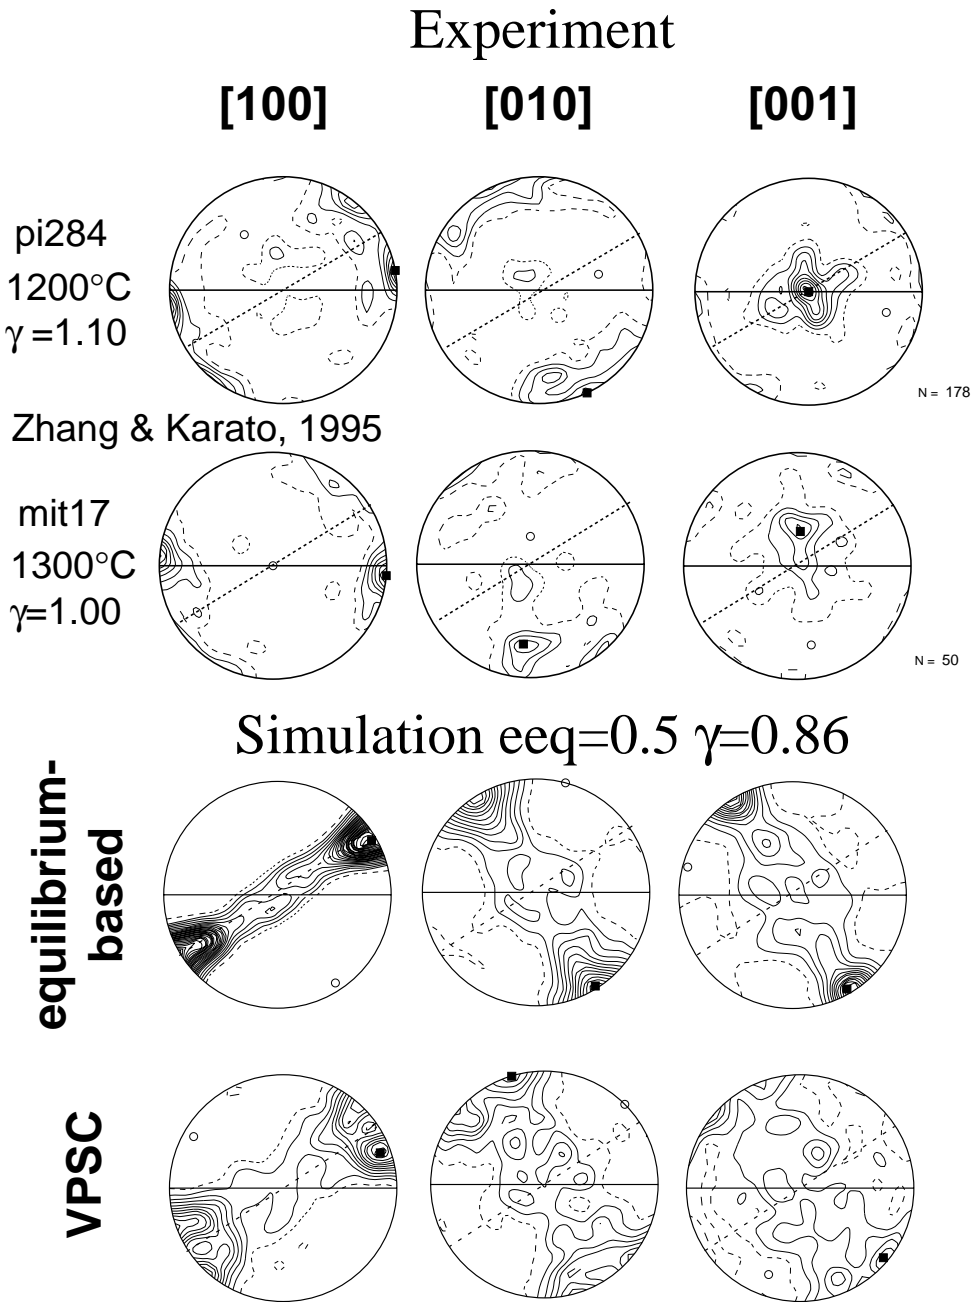 Experiment
[100] [010] [001]
pi284
1200°C
γ =1.10
N = 178
Zhang & Karato, 1995
mit17
1300°C
γ=1.00
N = 50
Simulation eeq=0.5 γ=0.86
equilibrium-
based
VPSC